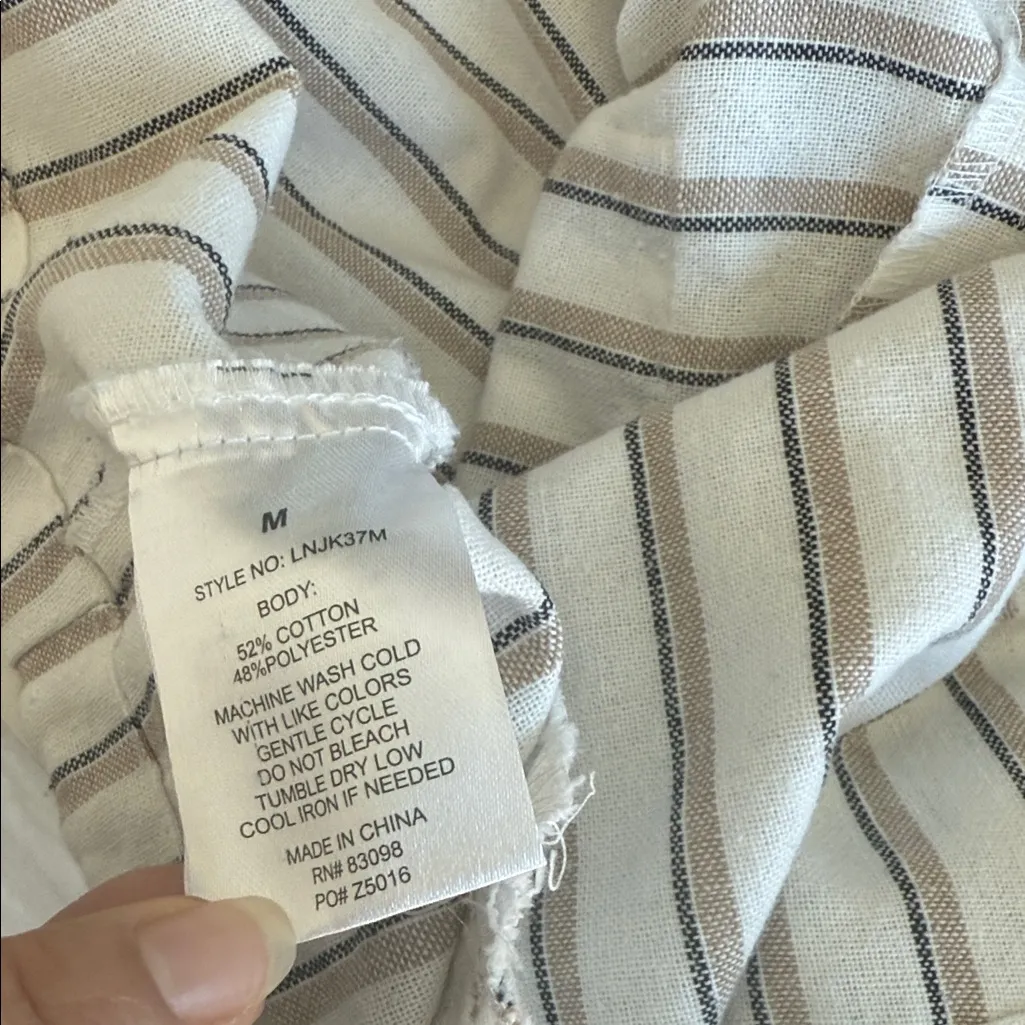 M
STYLE NO: LNJK37M
BODY:
52% COTTON
48%POLYESTER
MACHINE WASH COLD
WITH LIKE COLORS
GENTLE CYCLE
DO NOT BLEACH
TUMBLE DRY LOW
COOL IRON IF NEEDED
MADE IN CHINA
RN# 83098
PO# Z5016